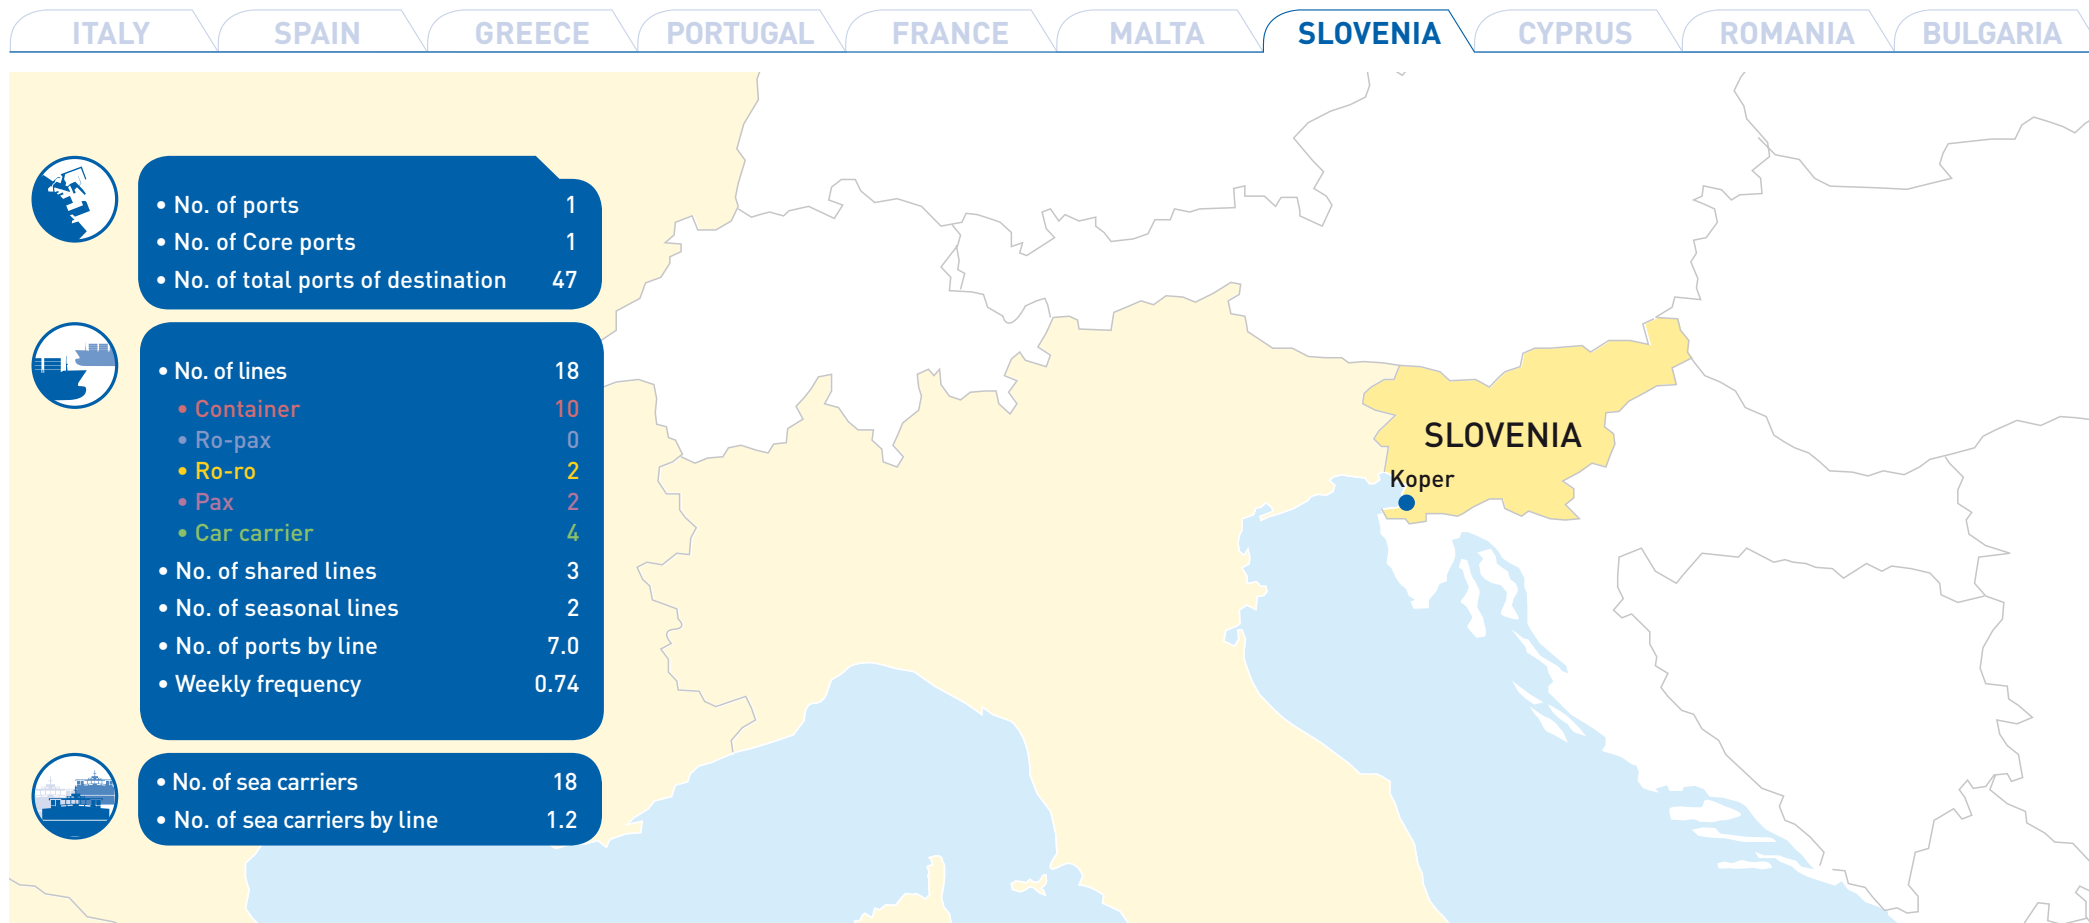 ITALY SPAIN GREECE PORTUGAL FRANCE MALTA SLOVENIA CYPRUS ROMANIA BULGARIA
• No. of ports 1
• No. of Core ports 1
• No. of total ports of destination 47
• No. of lines 18
• Container 10
• Ro-pax 0
• Ro-ro 2
• Pax 2
• Car carrier 4
• No. of shared lines 3
• No. of seasonal lines 2
• No. of ports by line 7.0
• Weekly frequency 0.74
• No. of sea carriers 18
• No. of sea carriers by line 1.2
SLOVENIA
Koper